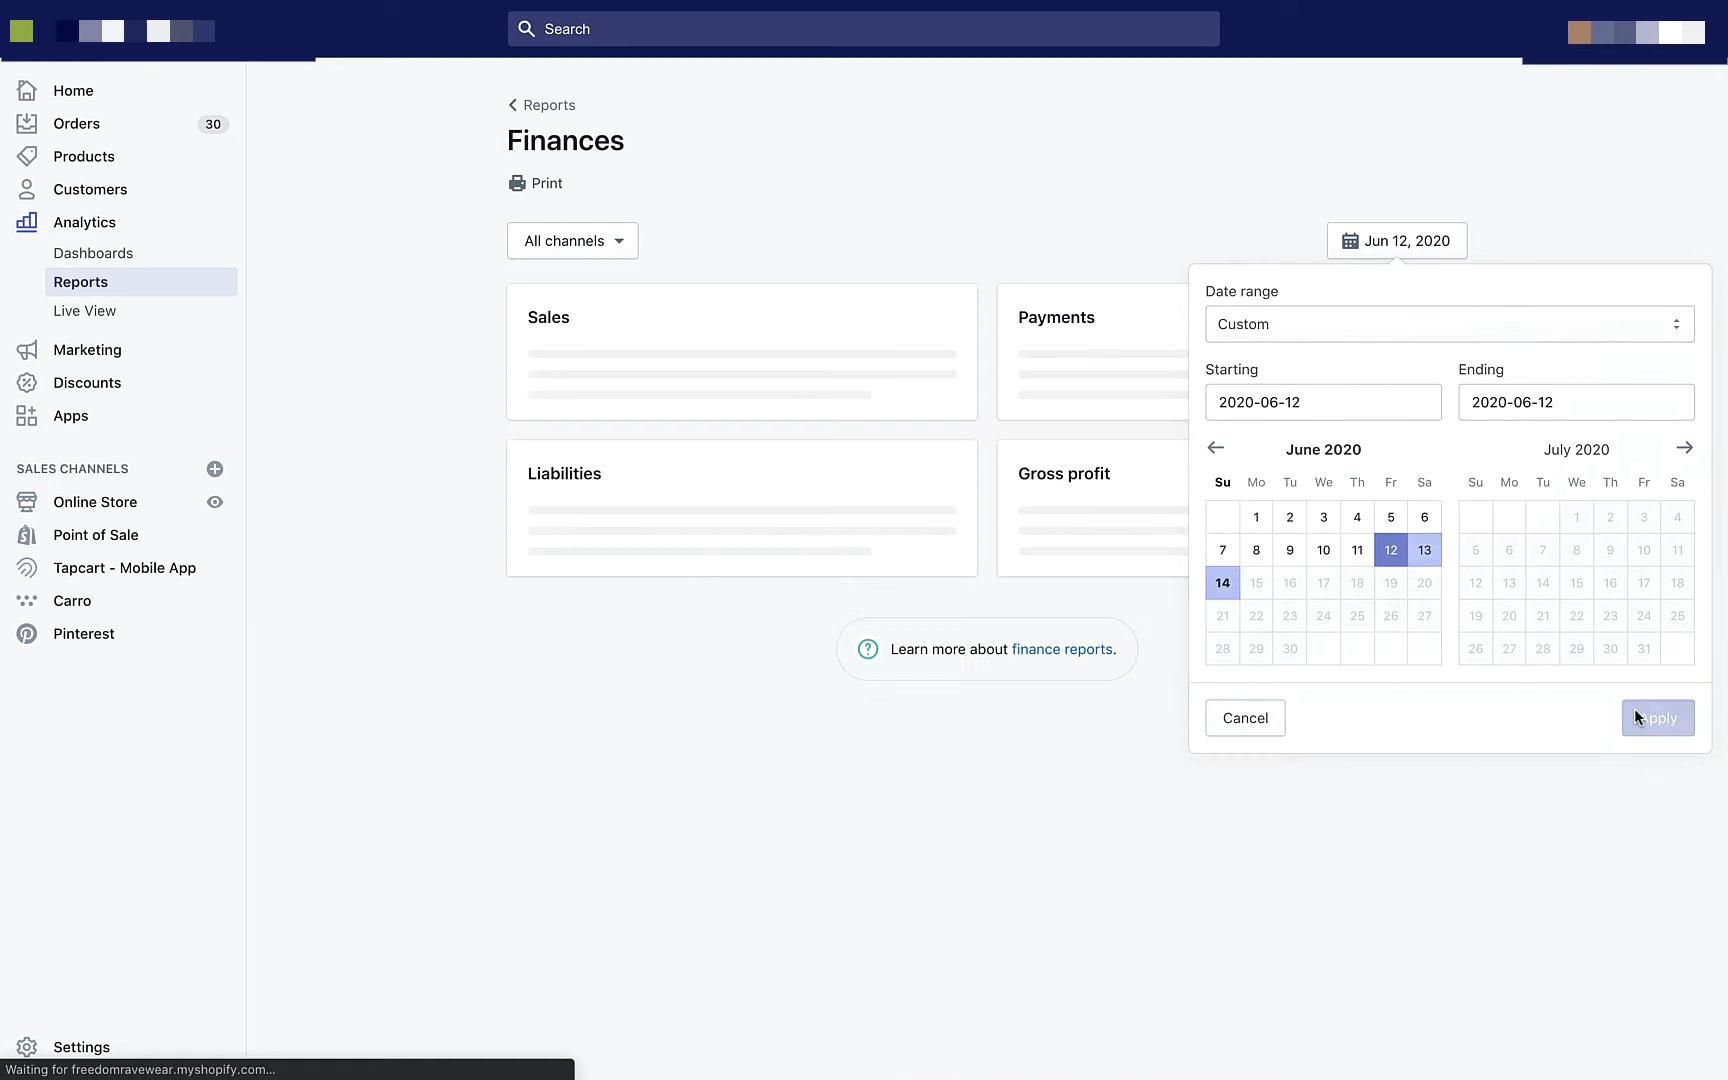 Search
Home
Orders 30
Products
Customers
Analytics
Dashboards
Reports
Live View
Marketing
Discounts
Apps
SALES CHANNELS
Online Store
Point of Sale
Tapcart - Mobile App
Carro
Pinterest
Settings
Waiting for freedomravewear.myshopify.com...
Reports
Finances
Print
All channels
Jun 12, 2020
Sales
Payments
Liabilities
Gross profit
Learn more about finance reports.
Date range
Custom
Starting Ending
2020-06-12 2020-06-12
June 2020 July 2020
Su Mo Tu We Th Fr Sa Su Mo Tu We Th Fr Sa
1 2 3 4 5 6 1 2 3 4
7 8 9 10 11 12 13 5 6 7 8 9 10 11
14 15 16 17 18 19 20 12 13 14 15 16 17 18
21 22 23 24 25 26 27 19 20 21 22 23 24 25
28 29 30 26 27 28 29 30 31
Cancel Apply